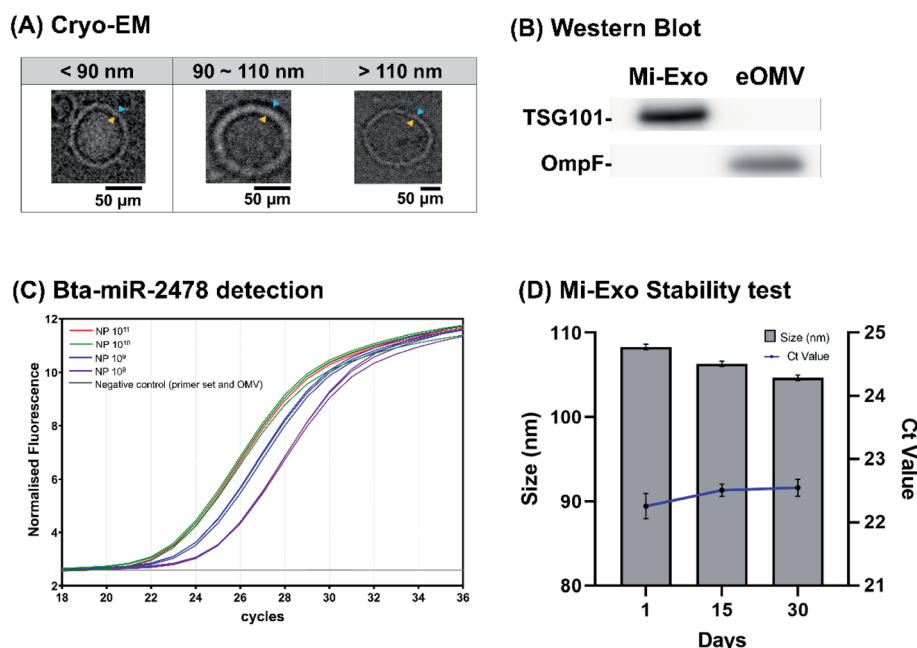 (A) Cryo-EM
< 90 nm 90 ~ 110 nm > 110 nm
50 µm 50 µm 50 µm
(B) Western Blot
Mi-Exo eOMV
TSG101-
OmpF-
(C) Bta-miR-2478 detection
12
10
8
6
4
2
Normalised Fluorescence
NP 10¹¹
NP 10¹⁰
NP 10⁹
NP 10⁸
Negative control (primer set and OMV)
18 20 22 24 26 28 30 32 34 36
cycles
(D) Mi-Exo Stability test
110
100
90
80
Size (nm)
Size (nm)
Ct Value
25
24
23
22
21
Ct Value
1 15 30
Days